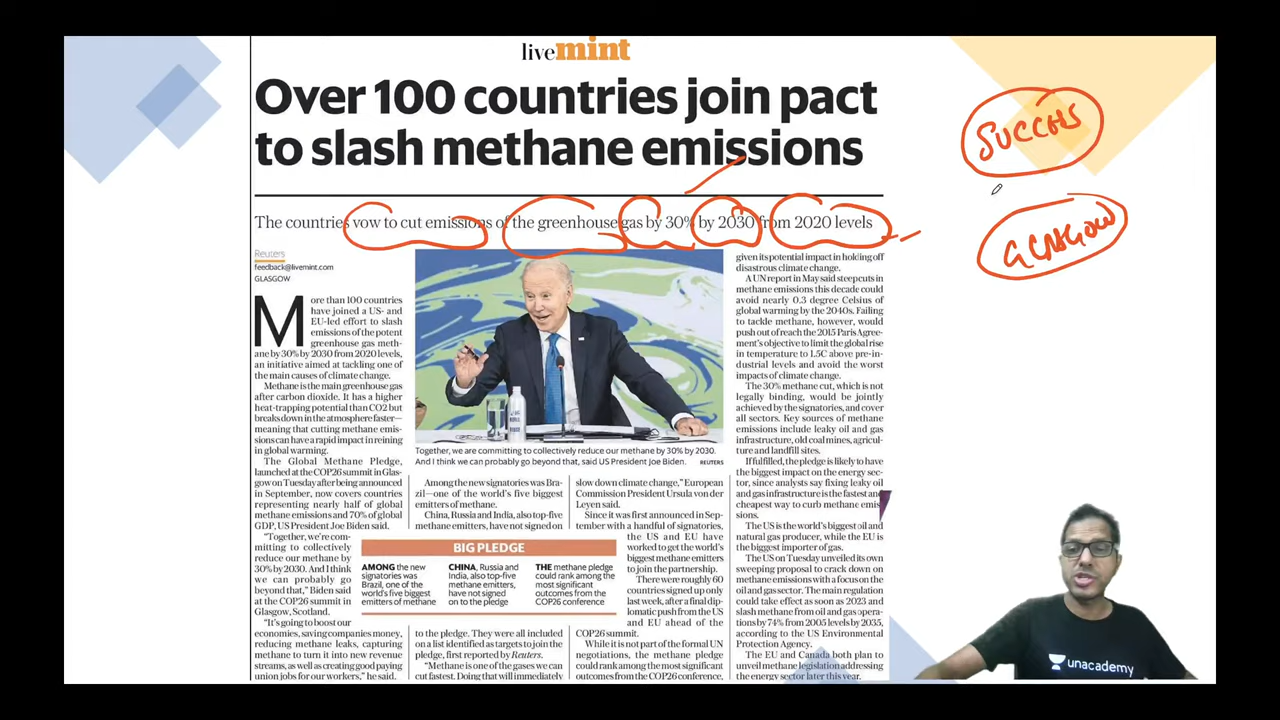 livemint
Over 100 countries join pact
to slash methane emissions
The countries vow to cut emissions of the greenhouse gas by 30% by 2030 from 2020 levels
Reuters
feedback@livemint.com
GLASGOW
More than 100 countries
have joined a US- and
EU-led effort to slash
emissions of the potent
greenhouse gas meth-
ane by 30% by 2030 from 2020 levels,
an initiative aimed at tackling one of
the main causes of climate change.
Methane is the main greenhouse gas
after carbon dioxide. It has a higher
heat-trapping potential than CO2 but
breaks down in the atmosphere faster—
meaning that cutting methane emis-
sions can have a rapid impact in reining
in global warming.
The Global Methane Pledge,
launched at the COP26 summit in Glas-
gow on Tuesday after being announced
in September, now covers countries
representing nearly half of global
methane emissions and 70% of global
GDP, US President Joe Biden said.
"Together, we're com-
mitting to collectively
reduce our methane by
30% by 2030. And I think
we can probably go
beyond that," Biden said
at the COP26 summit in
Glasgow, Scotland.
"It's going to boost our
economies, saving companies money,
reducing methane leaks, capturing
methane to turn it into new revenue
streams, as well as creating good paying
union jobs for our workers," he said.
Together, we are committing to collectively reduce our methane by 30% by 2030.
And I think we can probably go beyond that, said US President Joe Biden.
REUTERS
Among the new signatories was Bra-
zil—one of the world's five biggest
emitters of methane.
China, Russia and India, also top-five
methane emitters, have not signed on
BIG PLEDGE
AMONG the new
signatories was
Brazil, one of the
world's five biggest
emitters of methane
CHINA, Russia and
India, also top-five
methane emitters,
have not signed
on to the pledge
THE methane pledge
could rank among the
most significant
outcomes from the
COP26 conference
to the pledge. They were all included
on a list identified as targets to join the
pledge, first reported by Reuters.
"Methane is one of the gases we can
cut fastest. Doing that will immediately
slow down climate change," European
Commission President Ursula von der
Leyen said.
Since it was first announced in Sep-
tember with a handful of signatories,
the US and EU have
worked to get the world's
biggest methane emitters
to join the partnership.
There were roughly 60
countries signed up only
last week, after a final dip-
lomatic push from the US
and EU ahead of the
COP26 summit.
While it is not part of the formal UN
negotiations, the methane pledge
could rank among the most significant
outcomes from the COP26 conference,
given its potential impact in holding off
disastrous climate change.
A UN report in May said steep cuts in
methane emissions this decade could
avoid nearly 0.3 degree Celsius of
global warming by the 2040s. Failing
to tackle methane, however, would
push out of reach the 2015 Paris Agree-
ment's objective to limit the global rise
in temperature to 1.5C above pre-in-
dustrial levels and avoid the worst
impacts of climate change.
The 30% methane cut, which is not
legally binding, would be jointly
achieved by the signatories, and cover
all sectors. Key sources of methane
emissions include leaky oil and gas
infrastructure, old coal mines, agricul-
ture and landfill sites.
If fulfilled, the pledge is likely to have
the biggest impact on the energy sec-
tor, since analysts say fixing leaky oil
and gas infrastructure is the fastest and
cheapest way to curb methane emis-
sions.
The US is the world's biggest oil and
natural gas producer, while the EU is
the biggest importer of gas.
The US on Tuesday unveiled its own
sweeping proposal to crack down on
methane emissions with a focus on the
oil and gas sector. The main regulation
could take effect as soon as 2023 and
slash methane from oil and gas opera-
tions by 74% from 2005 levels by 2035,
according to the US Environmental
Protection Agency.
The EU and Canada both plan to
unveil methane legislation addressing
the energy sector later this year.
SUCCESS
GLASGOW
unacademy